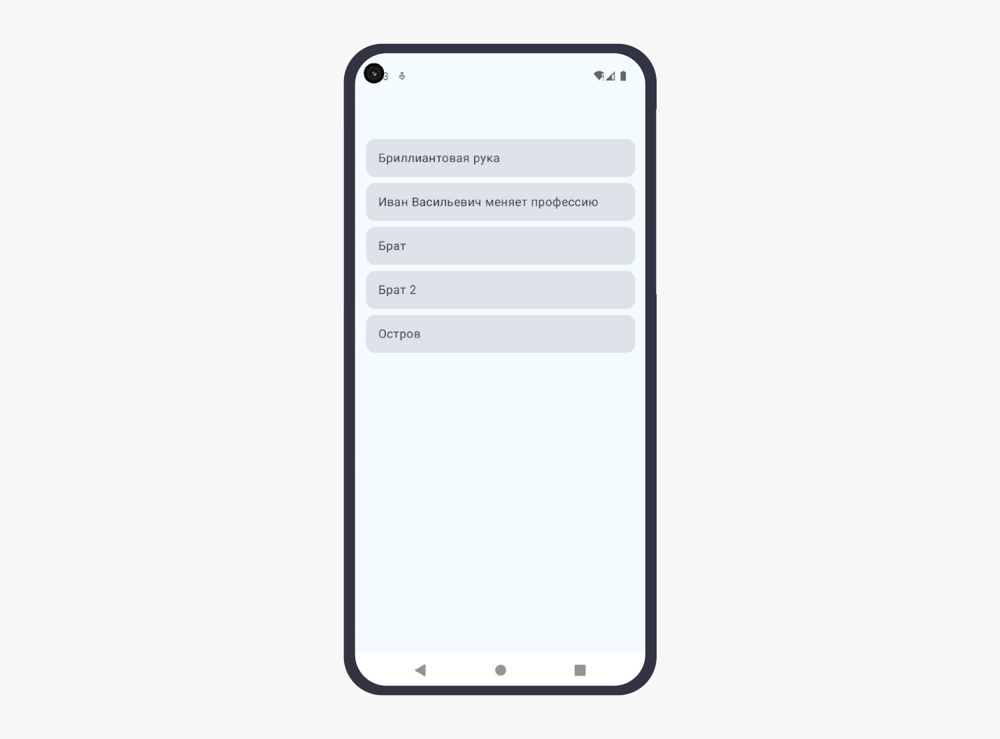 Бриллиантовая рука
Иван Васильевич меняет профессию
Брат
Брат 2
Остров